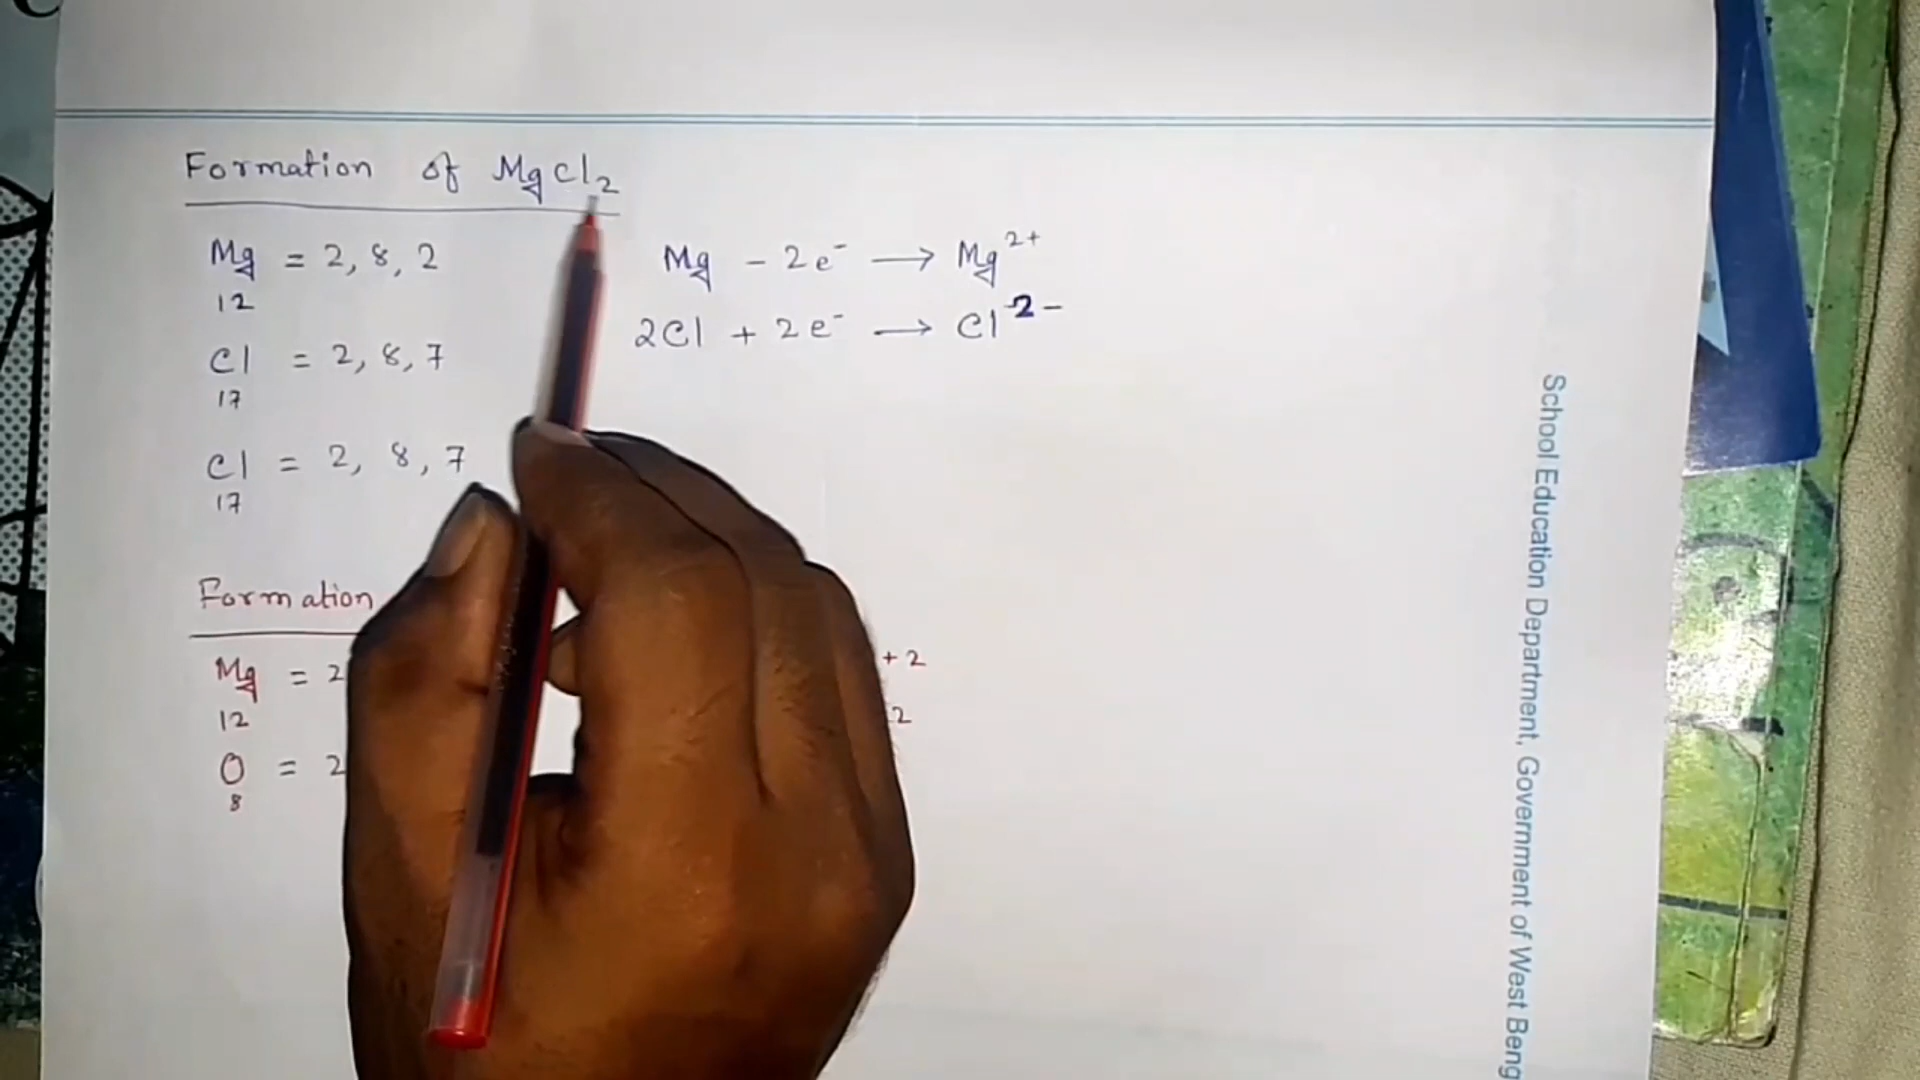 Formation of MgCl₂
Mg = 2, 8, 2
12
Mg - 2e⁻ → Mg²⁺
Cl = 2, 8, 7
17
2Cl + 2e⁻ → Cl²⁻
Cl = 2, 8, 7
17
Formation
Mg = 2
12
+2
2
O = 2
8
School Education Department, Government of West Beng